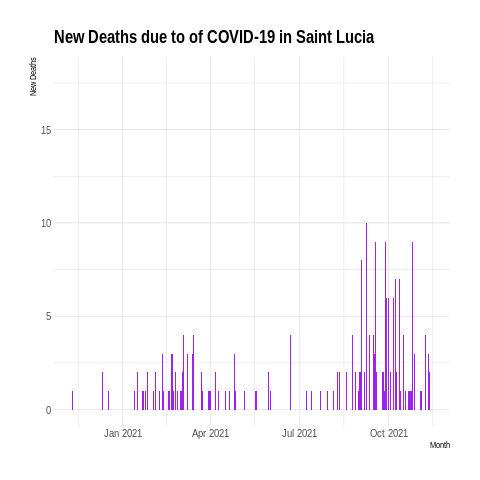 New Deaths due to of COVID-19 in Saint Lucia
New Deaths
15
10
5
0
Jan 2021 Apr 2021 Jul 2021 Oct 2021
Month